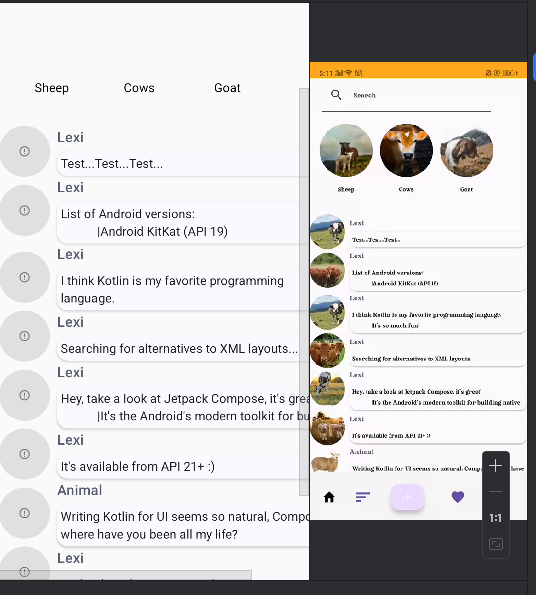 Sheep Cows Goat
Lexi
Test...Test...Test...
Lexi
List of Android versions:
|Android KitKat (API 19)
Lexi
I think Kotlin is my favorite programming
language.
Lexi
Searching for alternatives to XML layouts...
Lexi
Hey, take a look at Jetpack Compose, it's grea
|It's the Android's modern toolkit for bu
Lexi
It's available from API 21+ :)
Animal
Writing Kotlin for UI seems so natural, Compo
where have you been all my life?
Lexi
Search
Sheep Cows Goat
Lexi
Test...Test...Test...
Lexi
List of Android versions:
|Android KitKat (API 19)
Lexi
I think Kotlin is my favorite programming language.
It's so much fun!
Lexi
Searching for alternatives to XML layouts
Lexi
Hey, take a look at Jetpack Compose, it's great
It's the Android's modern toolkit for building native
Lexi
It's available from API 21+ :)
Animal
Writing Kotlin for UI seems so natural, Comp have
1:1